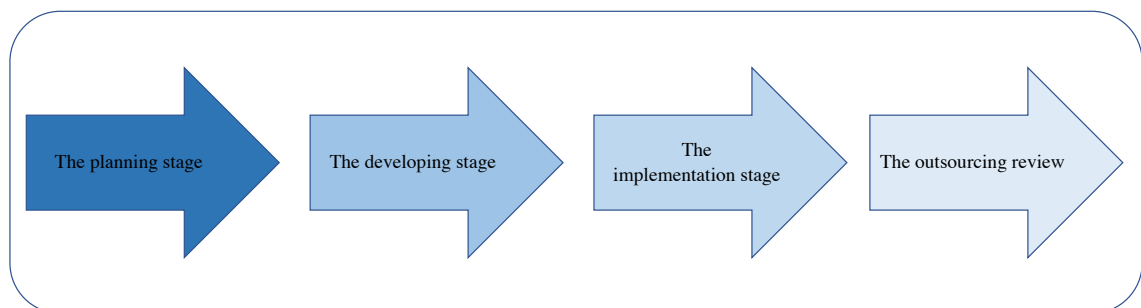 The planning stage
The developing stage
The
implementation stage
The outsourcing review